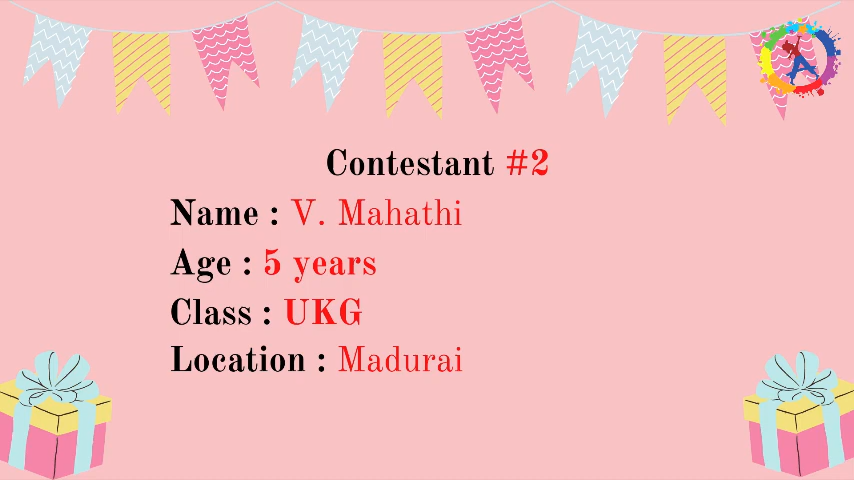 Contestant #2
Name : V. Mahathi
Age : 5 years
Class : UKG
Location : Madurai